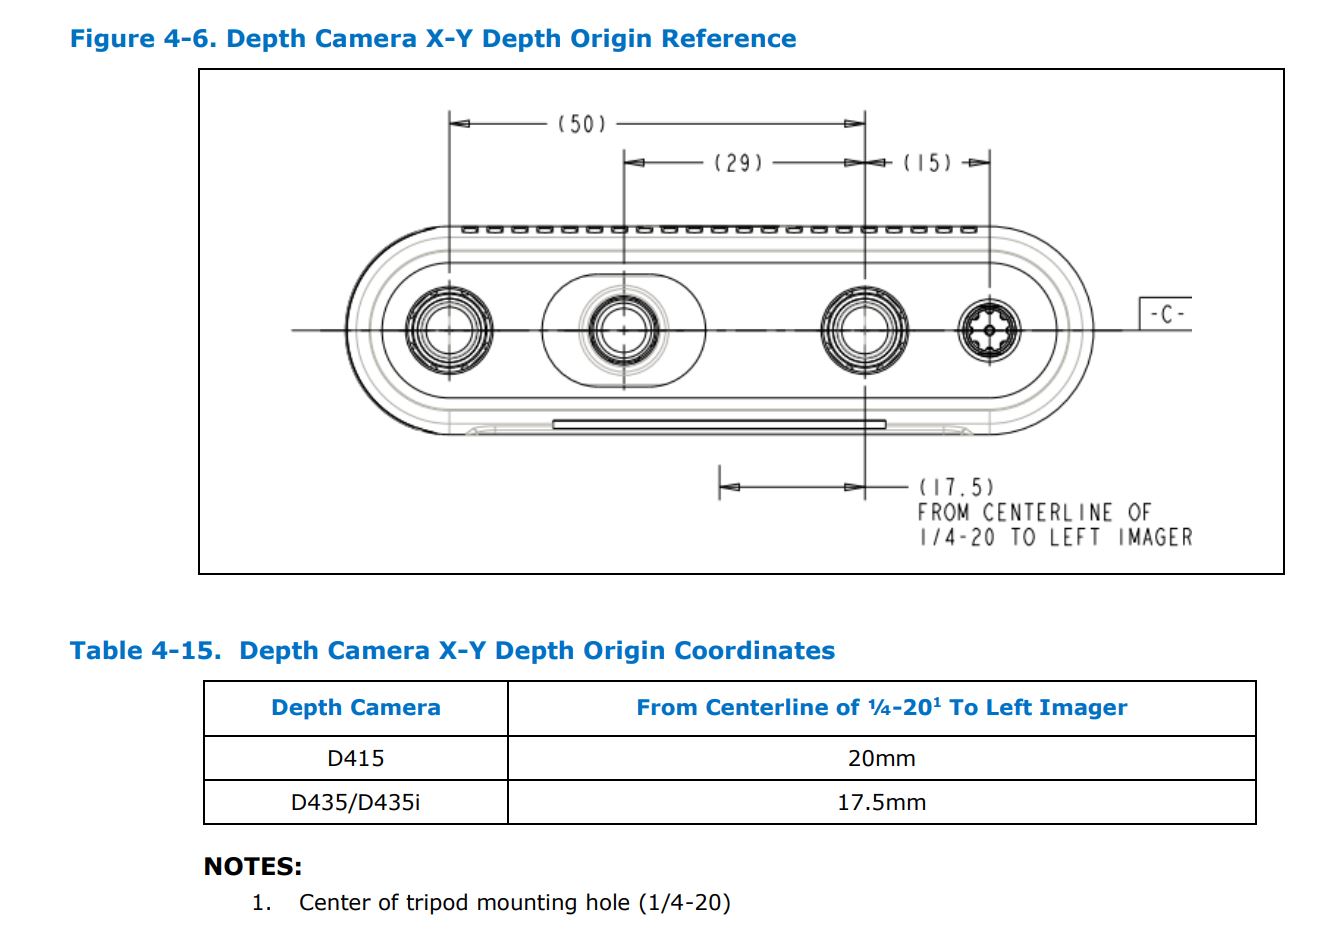 Figure 4-6. Depth Camera X-Y Depth Origin Reference
(50)
(29)
(15)
-C-
(17.5)
FROM CENTERLINE OF
1/4-20 TO LEFT IMAGER
Table 4-15. Depth Camera X-Y Depth Origin Coordinates
Depth Camera From Centerline of ¼-20¹ To Left Imager
D415 20mm
D435/D435i 17.5mm
NOTES:
1. Center of tripod mounting hole (1/4-20)